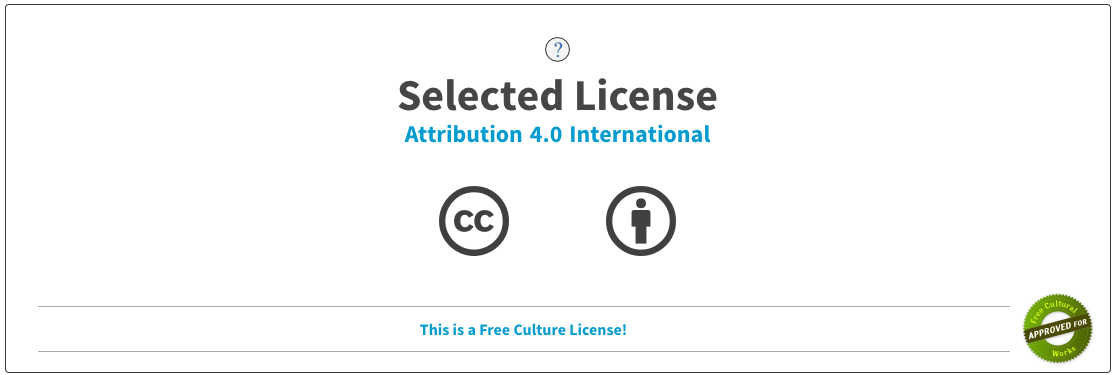 ?
Selected License
Attribution 4.0 International
cc
This is a Free Culture License!
Free Cultural
APPROVED FOR
Works